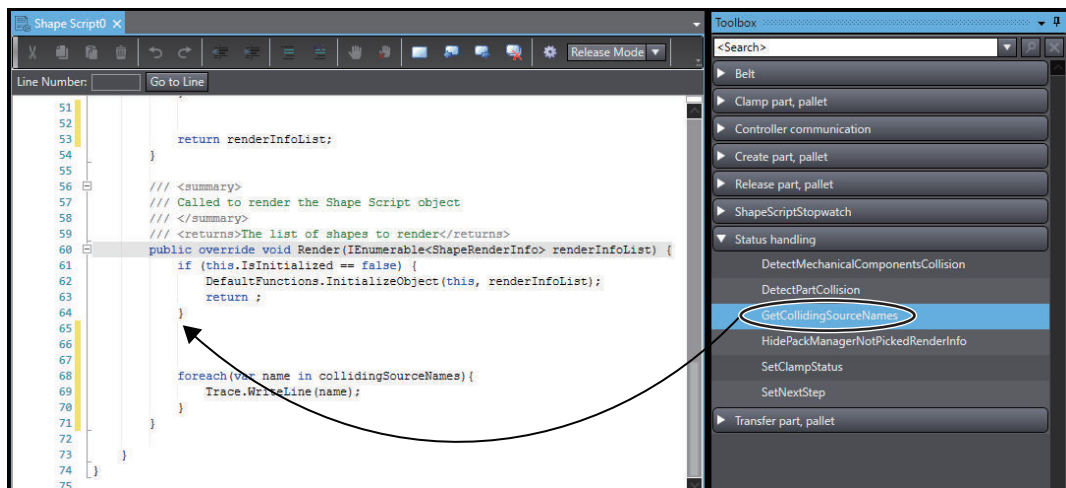 Shape Script0
Release Mode
Line Number:
Go to Line
51
52
53 return renderInfoList;
54 }
55
56 /// <summary>
57 /// Called to render the Shape Script object
58 /// </summary>
59 /// <returns>The list of shapes to render</returns>
60 public override void Render(IEnumerable<ShapeRenderInfo> renderInfoList) {
61 if (this.IsInitialized == false) {
62 DefaultFunctions.InitializeObject(this, renderInfoList);
63 return ;
64 }
65
66
67
68 foreach(var name in collidingSourceNames){
69 Trace.WriteLine(name);
70 }
71 }
72
73 }
74 }
75
Toolbox
<Search>
Belt
Clamp part, pallet
Controller communication
Create part, pallet
Release part, pallet
ShapeScriptStopwatch
Status handling
DetectMechanicalComponentsCollision
DetectPartCollision
GetCollidingSourceNames
HidePackManagerNotPickedRenderInfo
SetClampStatus
SetNextStep
Transfer part, pallet